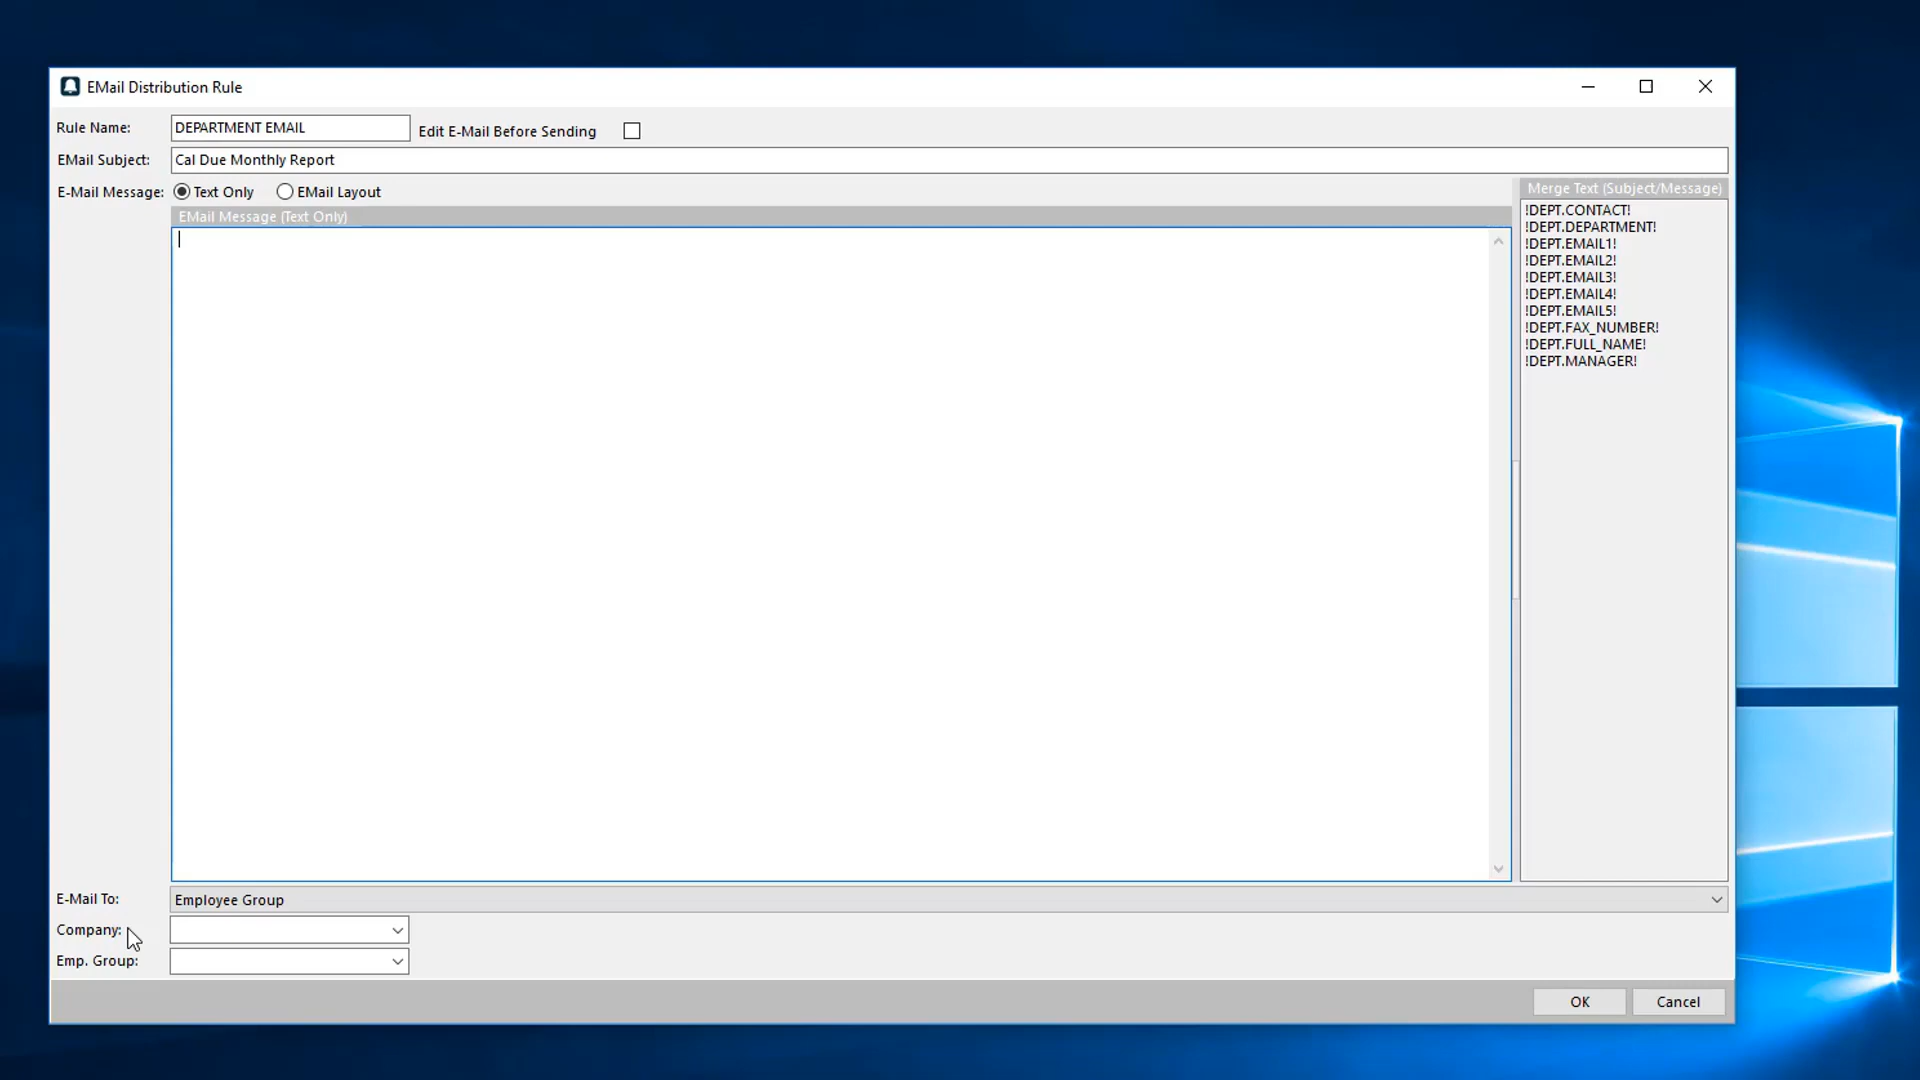 EMail Distribution Rule
Rule Name: DEPARTMENT EMAIL Edit E-Mail Before Sending
EMail Subject: Cal Due Monthly Report
E-Mail Message: Text Only EMail Layout
Merge Text (Subject/Message)
EMail Message (Text Only)
!DEPT.CONTACT!
!DEPT.DEPARTMENT!
!DEPT.EMAIL1!
!DEPT.EMAIL2!
!DEPT.EMAIL3!
!DEPT.EMAIL4!
!DEPT.EMAIL5!
!DEPT.FAX_NUMBER!
!DEPT.FULL_NAME!
!DEPT.MANAGER!
E-Mail To: Employee Group
Company:
Emp. Group:
OK Cancel